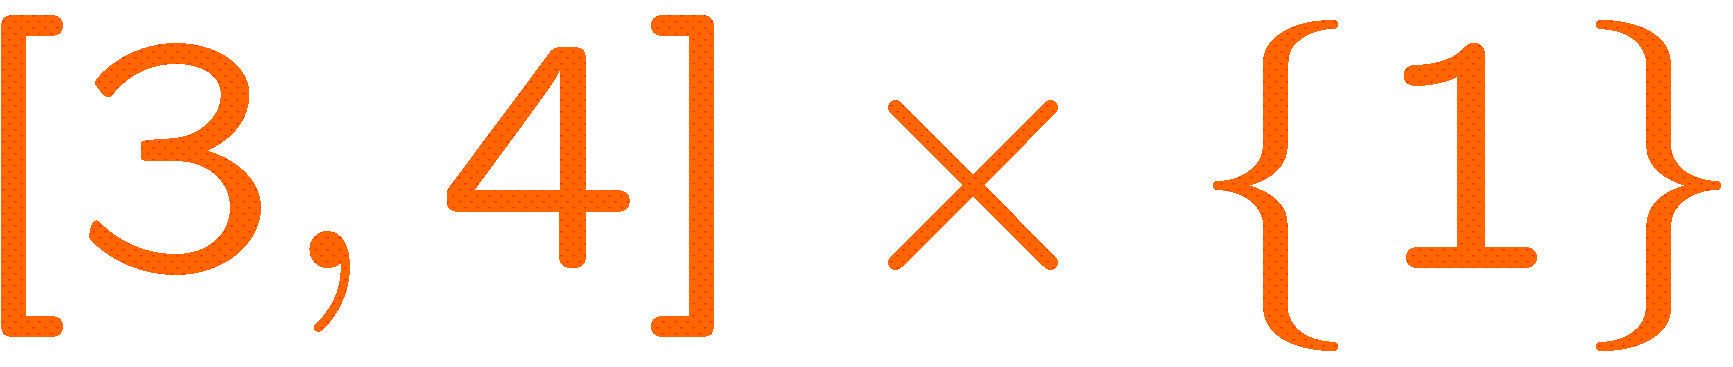 [3, 4] × {1}